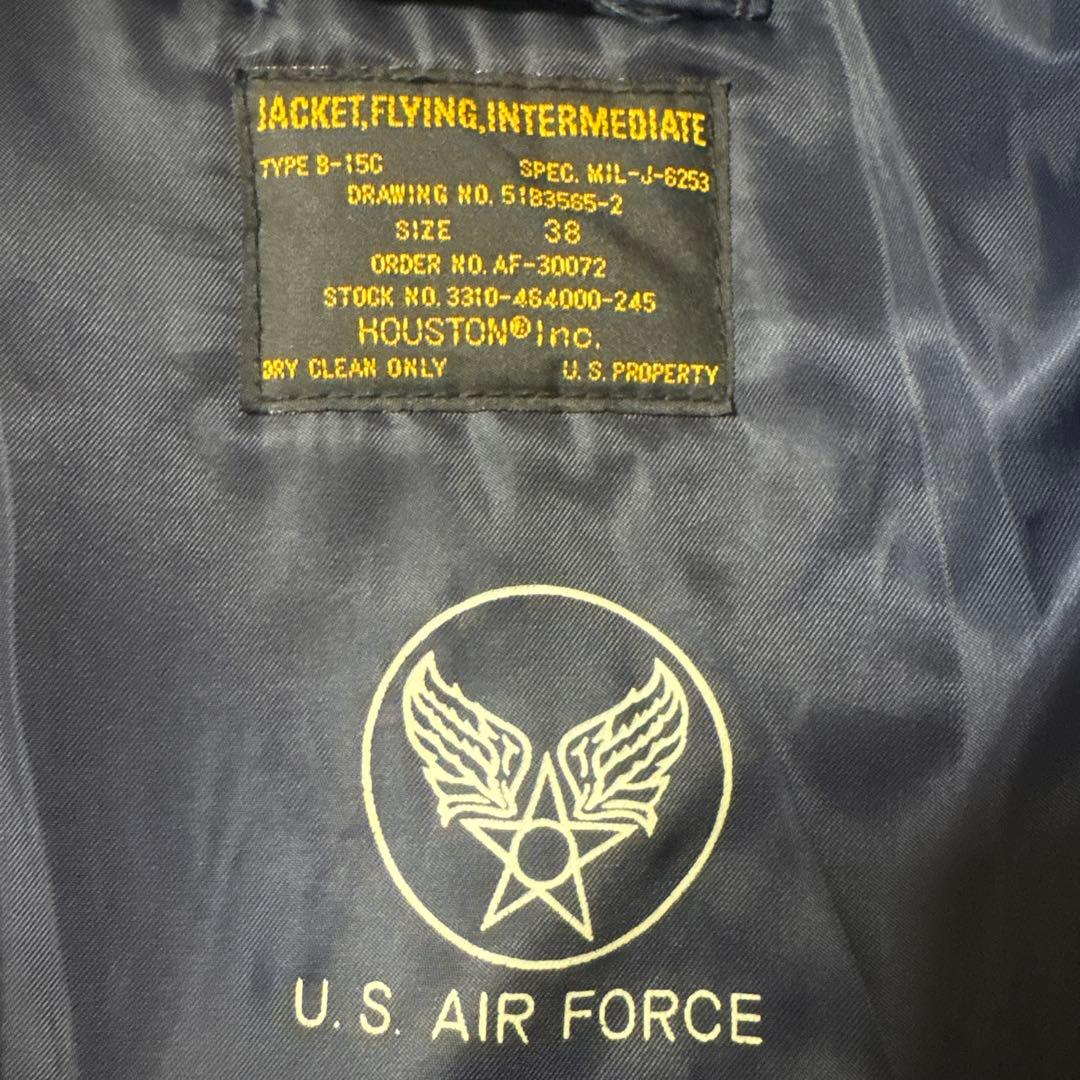 JACKET,FLYING,INTERMEDIATE
TYPE B-15C SPEC. MIL-J-6253
DRAWING NO. 51B3565-2
SIZE 38
ORDER NO. AF-30072
STOCK NO. 3310-464000-245
HOUSTON® Inc.
DRY CLEAN ONLY U.S. PROPERTY
U.S. AIR FORCE